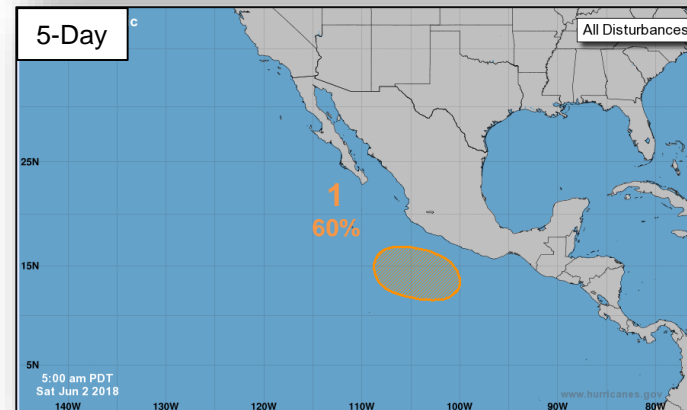 5-Day
c
All Disturbances
25N
1
60%
15N
5N
5:00 am PDT
Sat Jun 2 2018
www.hurricanes.gov
140W 130W 120W 110W 100W 90W 80W